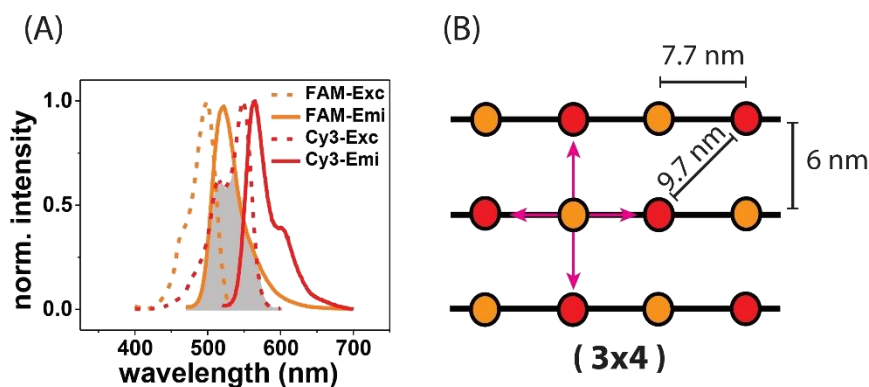 (A)
norm. intensity
1.0
0.5
0.0
FAM-Exc
FAM-Emi
Cy3-Exc
Cy3-Emi
400 500 600 700
wavelength (nm)
(B)
7.7 nm
9.7 nm
6 nm
(3x4)